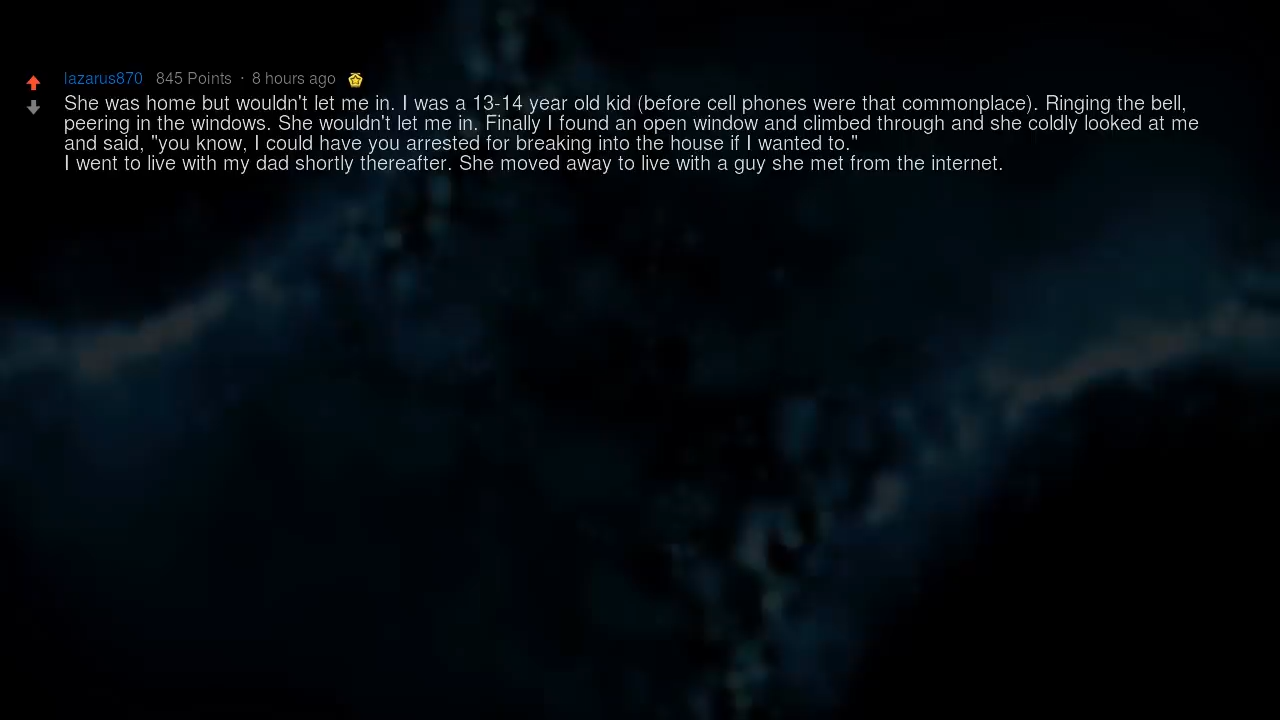 lazarus870 845 Points · 8 hours ago
She was home but wouldn't let me in. I was a 13-14 year old kid (before cell phones were that commonplace). Ringing the bell,
peering in the windows. She wouldn't let me in. Finally I found an open window and climbed through and she coldly looked at me
and said, "you know, I could have you arrested for breaking into the house if I wanted to."
I went to live with my dad shortly thereafter. She moved away to live with a guy she met from the internet.